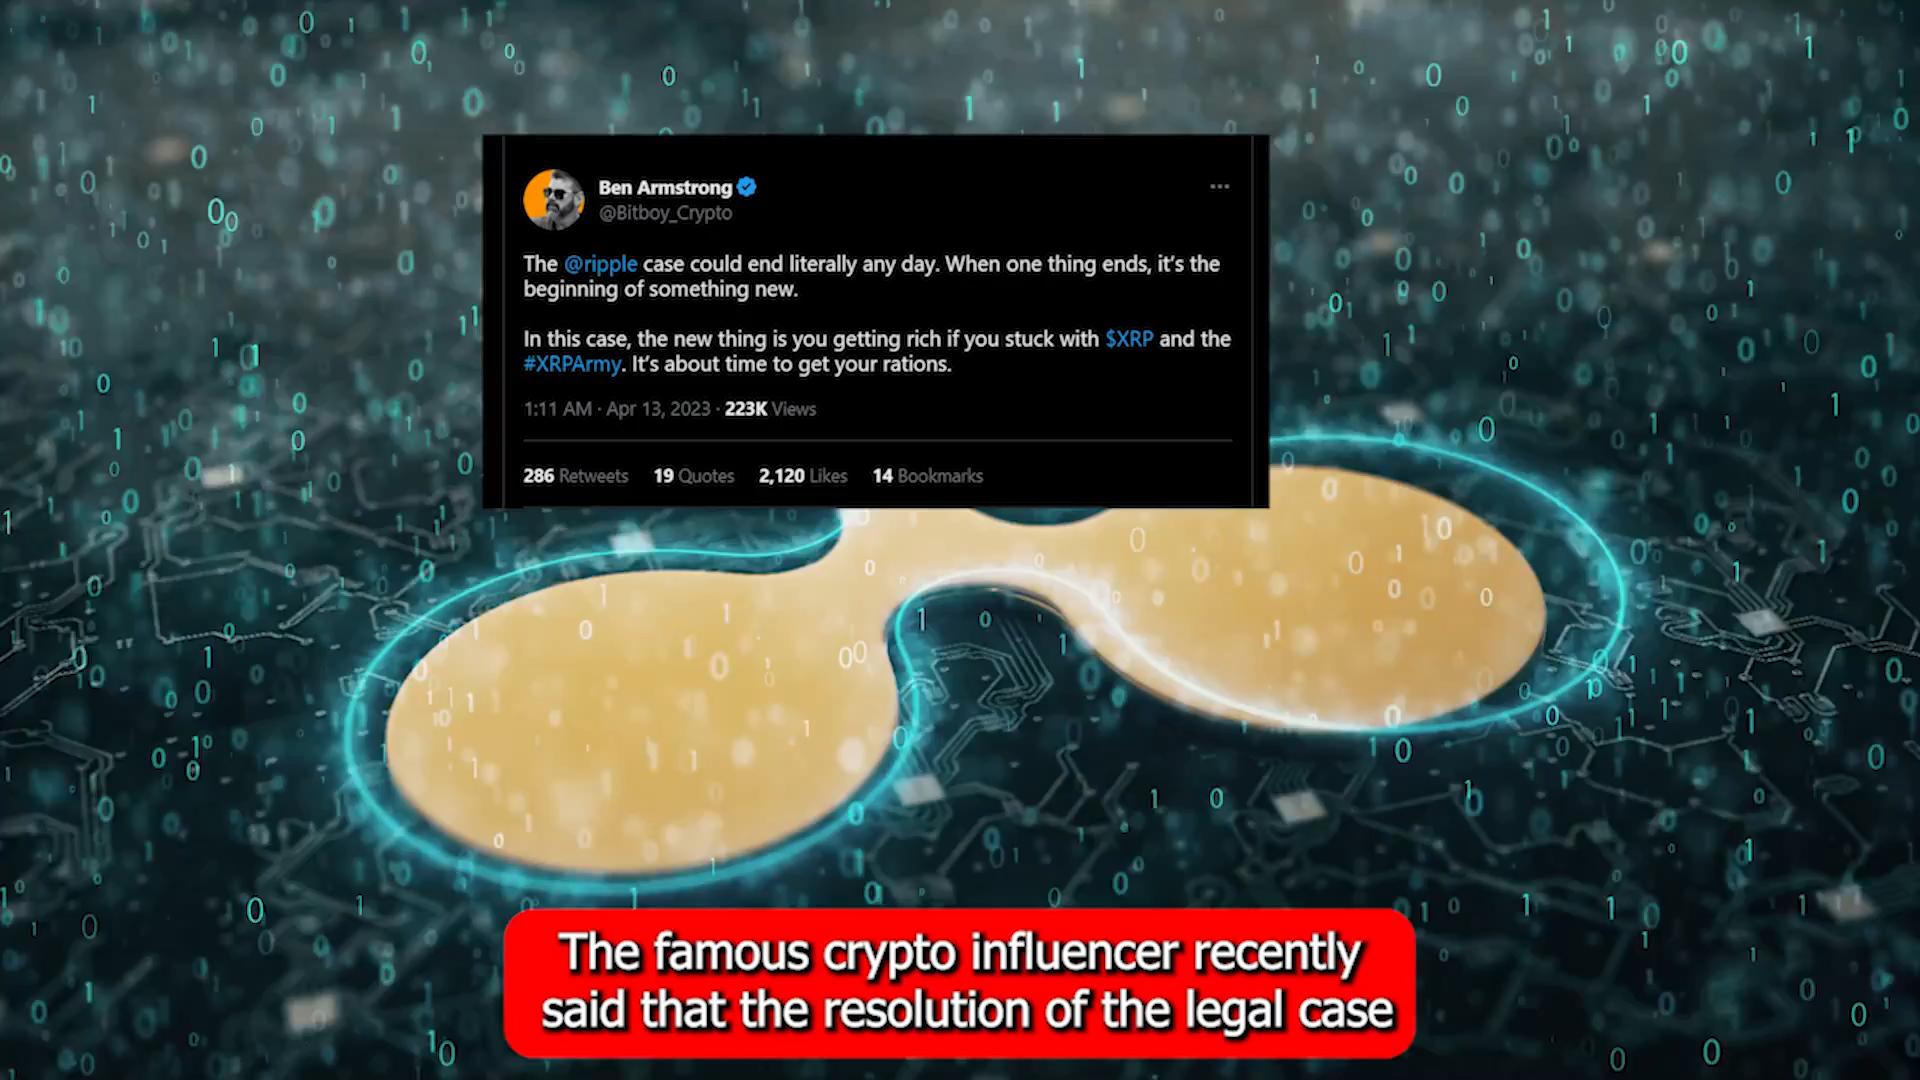 Ben Armstrong
@Bitboy_Crypto
The @ripple case could end literally any day. When one thing ends, it's the
beginning of something new.
In this case, the new thing is you getting rich if you stuck with $XRP and the
#XRPArmy. It's about time to get your rations.
1:11 AM · Apr 13, 2023 · 223K Views
286 Retweets 19 Quotes 2,120 Likes 14 Bookmarks
The famous crypto influencer recently
said that the resolution of the legal case